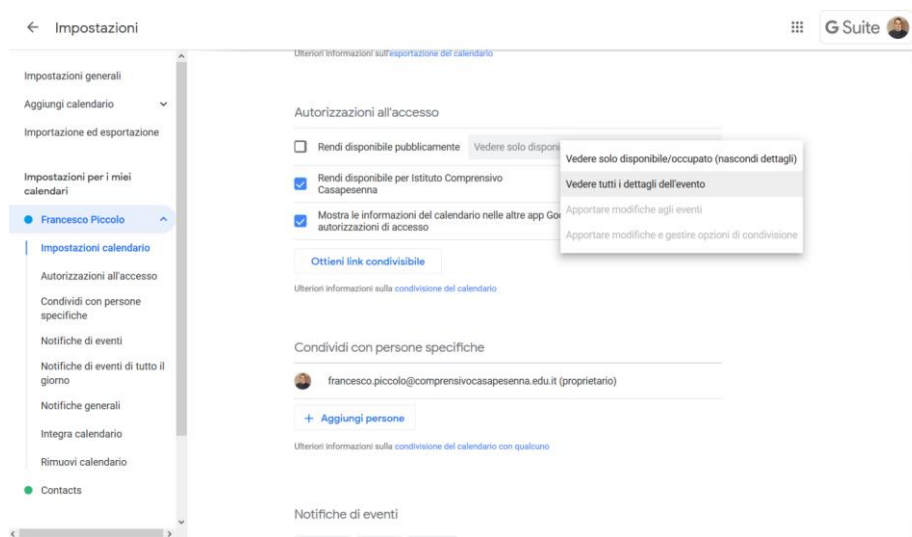 Impostazioni
G Suite
Impostazioni generali
Aggiungi calendario
Importazione ed esportazione
Impostazioni per i miei
calendari
Francesco Piccolo
Impostazioni calendario
Autorizzazioni all'accesso
Condividi con persone
specifiche
Notifiche di eventi
Notifiche di eventi di tutto il
giorno
Notifiche generali
Integra calendario
Rimuovi calendario
Contacts
Ulteriori informazioni sull'esportazione del calendario
Autorizzazioni all'accesso
Rendi disponibile pubblicamente Vedere solo
Rendi disponibile per Istituto Comprensivo
Casapesenna
Mostra le informazioni del calendario nelle altre app
autorizzazioni di accesso
Vedere solo disponibile/occupato (nascondi dettagli)
Vedere tutti i dettagli dell'evento
Apportare modifiche agli eventi
Apportare modifiche e gestire opzioni di condivisione
Ottieni link condivisibile
Ulteriori informazioni sulla condivisione del calendario
Condividi con persone specifiche
francesco.piccolo@comprensivocasapesenna.edu.it (proprietario)
+ Aggiungi persone
Ulteriori informazioni sulla condivisione del calendario con qualcuno
Notifiche di eventi